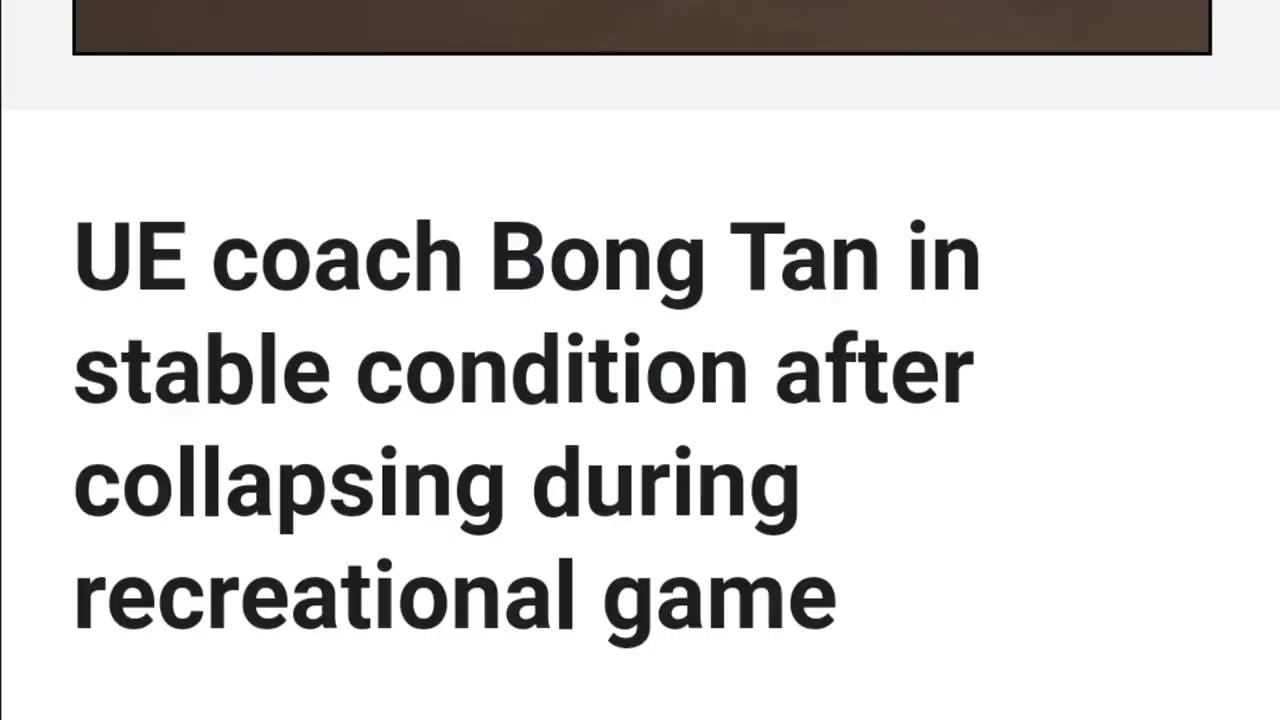 UE coach Bong Tan in
stable condition after
collapsing during
recreational game